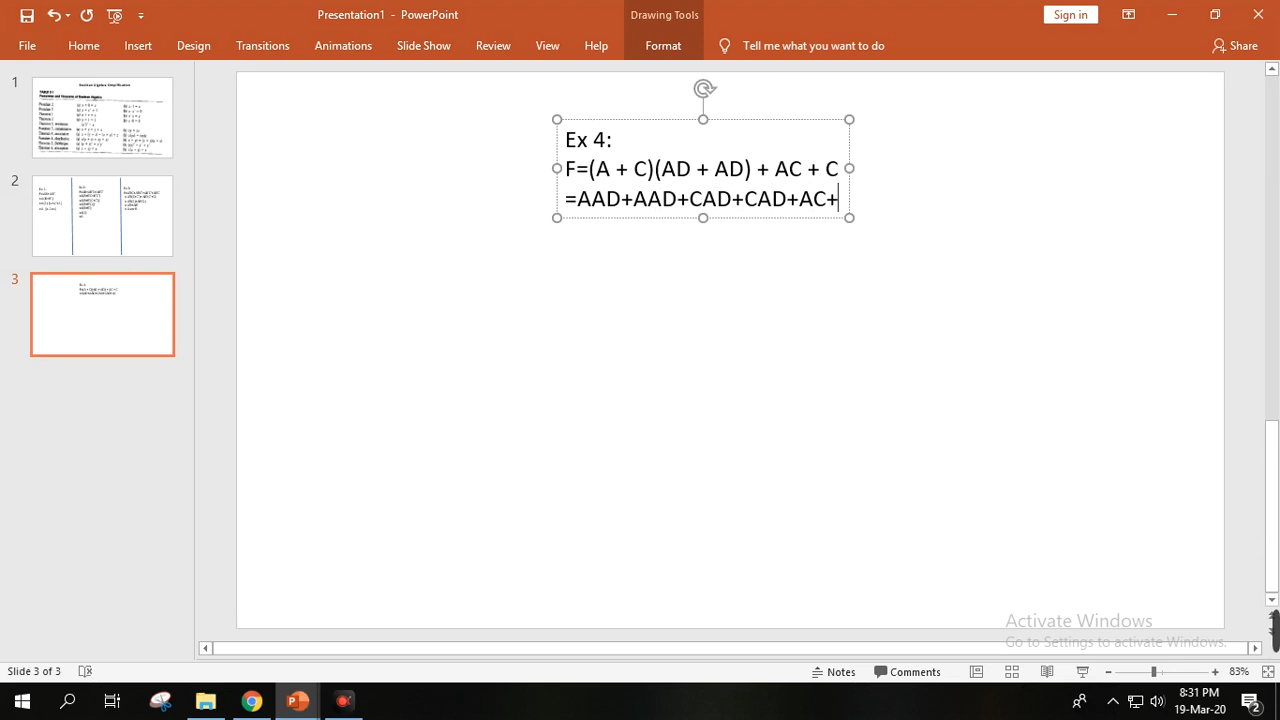 Presentation1 - PowerPoint
Drawing Tools
Sign in
File Home Insert Design Transitions Animations Slide Show Review View Help Format Tell me what you want to do Share
1
2
3
Ex 4:
F=(A + C)(AD + AD) + AC + C
=AAD+AAD+CAD+CAD+AC+
Activate Windows
Go to Settings to activate Windows.
Slide 3 of 3
Notes
Comments
83%
8:31 PM
19-Mar-20
2